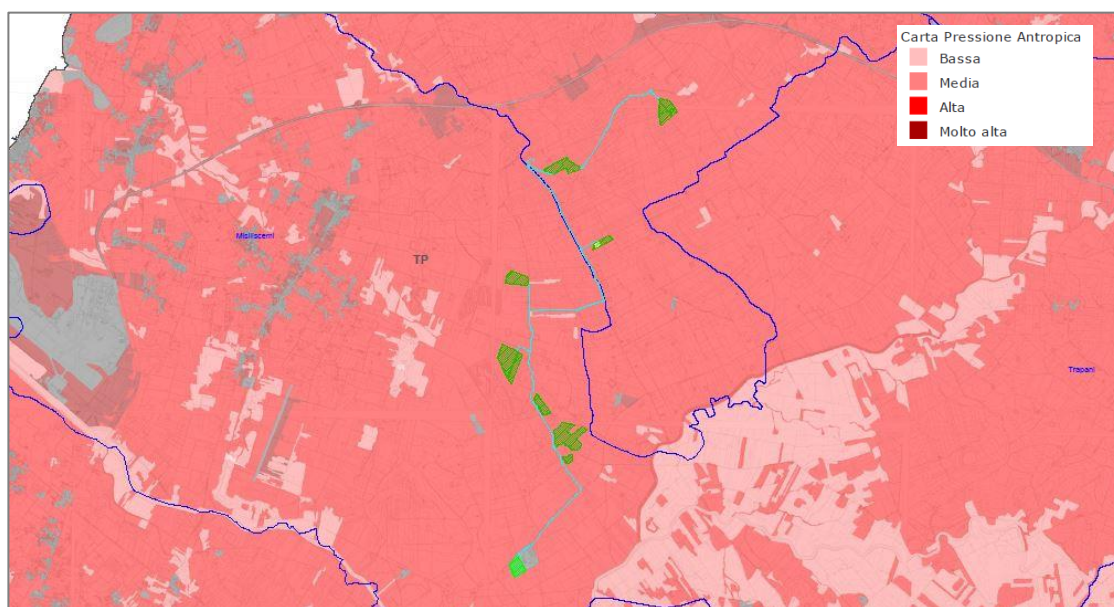 Carta Pressione Antropica
Bassa
Media
Alta
Molto alta
Misiliscemi
TP
Trapani